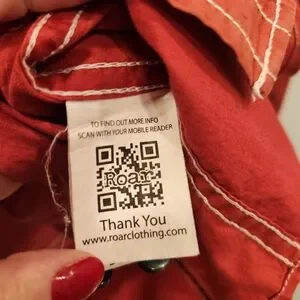 TO FIND OUT MORE INFO
SCAN WITH YOUR MOBILE READER
Roar
Thank You
www.roarclothing.com